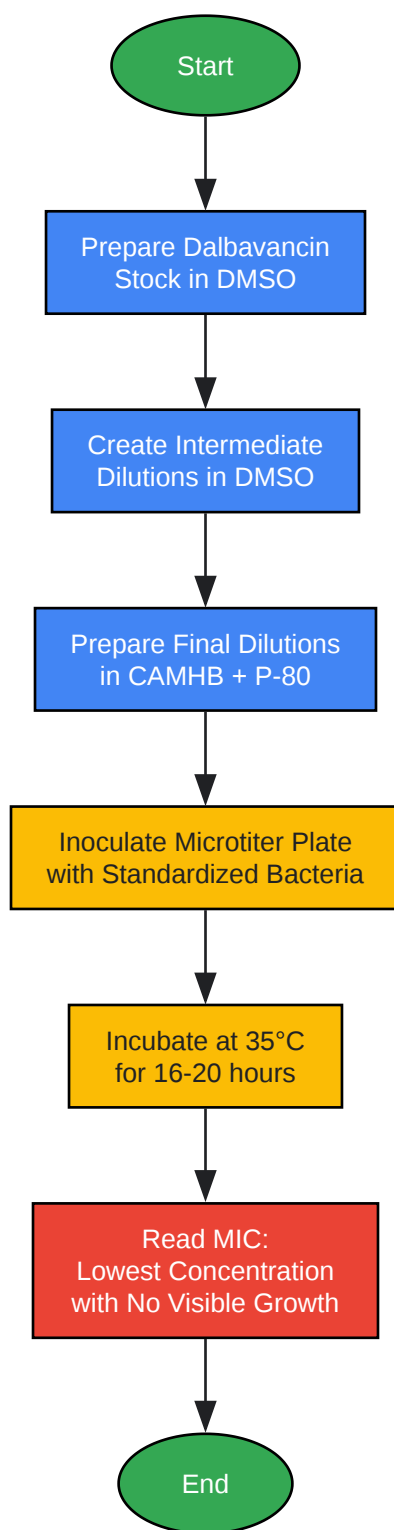 Start
Prepare Dalbavancin
Stock in DMSO
Create Intermediate
Dilutions in DMSO
Prepare Final Dilutions
in CAMHB + P-80
Inoculate Microtiter Plate
with Standardized Bacteria
Incubate at 35°C
for 16-20 hours
Read MIC:
Lowest Concentration
with No Visible Growth
End